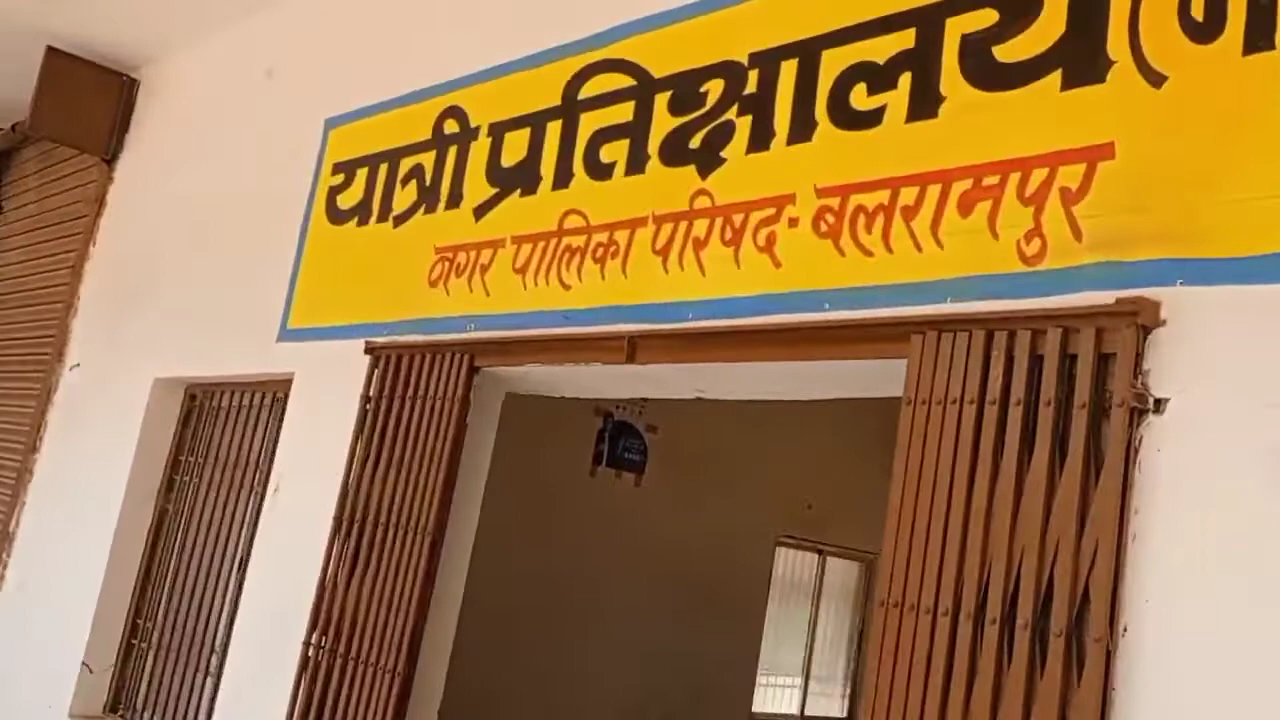 यात्री प्रतिक्षालय
नगर पालिका परिषद-बलरामपुर